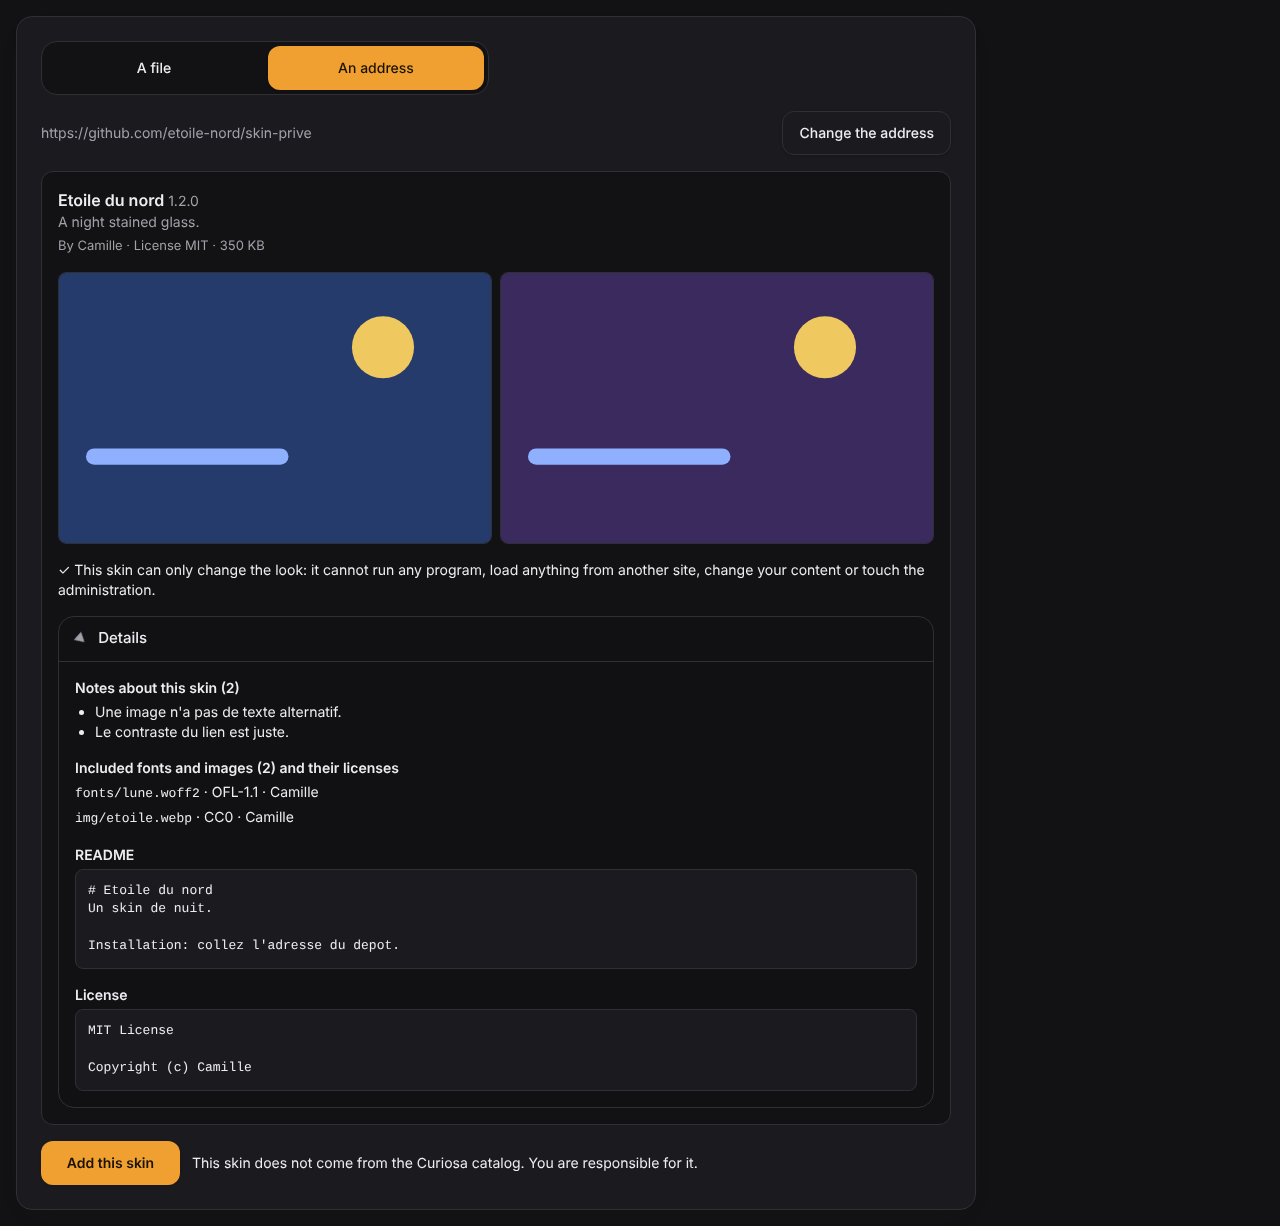 A file
An address
https://github.com/etoile-nord/skin-prive
Change the address
Etoile du nord 1.2.0
A night stained glass.
By Camille · License MIT · 350 KB
✓ This skin can only change the look: it cannot run any program, load anything from another site, change your content or touch the
administration.
Details
Notes about this skin (2)
• Une image n'a pas de texte alternatif.
• Le contraste du lien est juste.
Included fonts and images (2) and their licenses
fonts/lune.woff2 · OFL-1.1 · Camille
img/etoile.webp · CC0 · Camille
README
# Etoile du nord
Un skin de nuit.
Installation: collez l'adresse du depot.
License
MIT License
Copyright (c) Camille
Add this skin
This skin does not come from the Curiosa catalog. You are responsible for it.